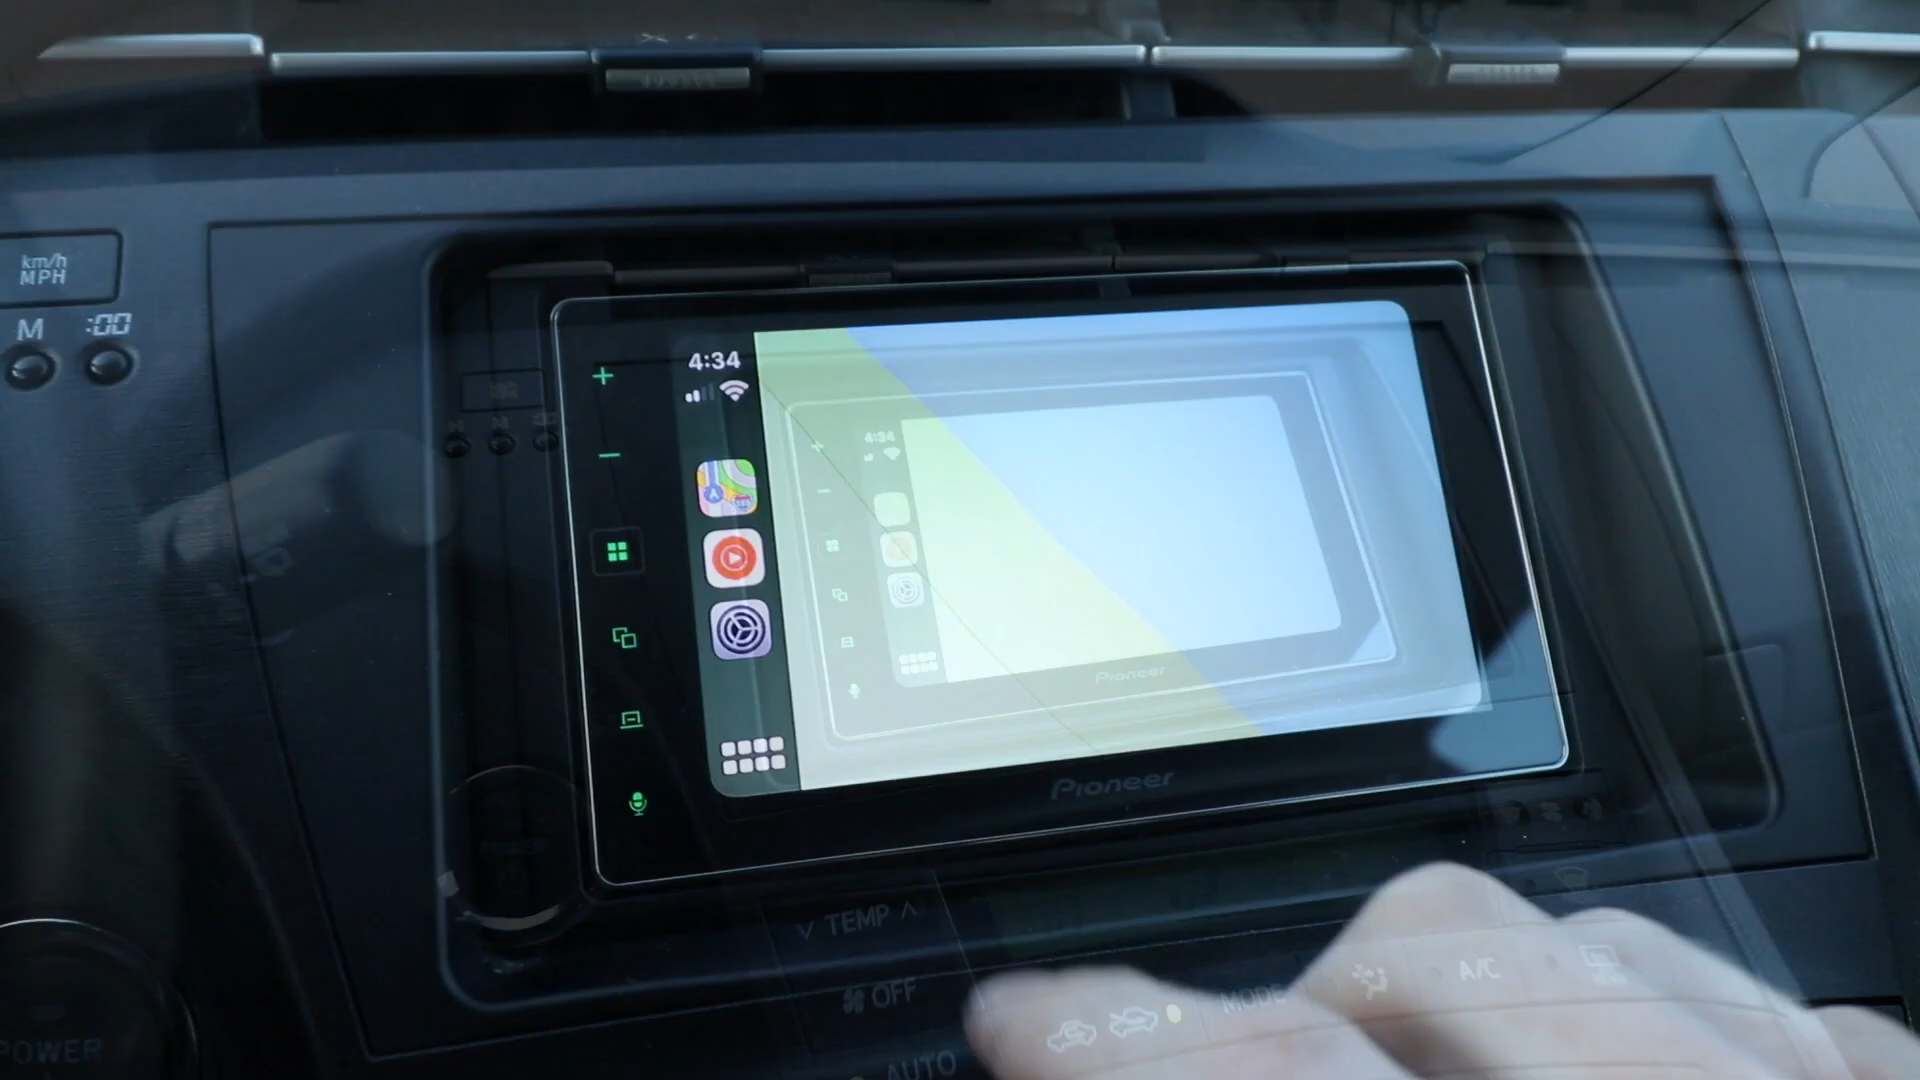 km/h
MPH
M :00
4:34
4:34
Pioneer
Pioneer
TEMP
OFF
MODE
A/C
AUTO
POWER